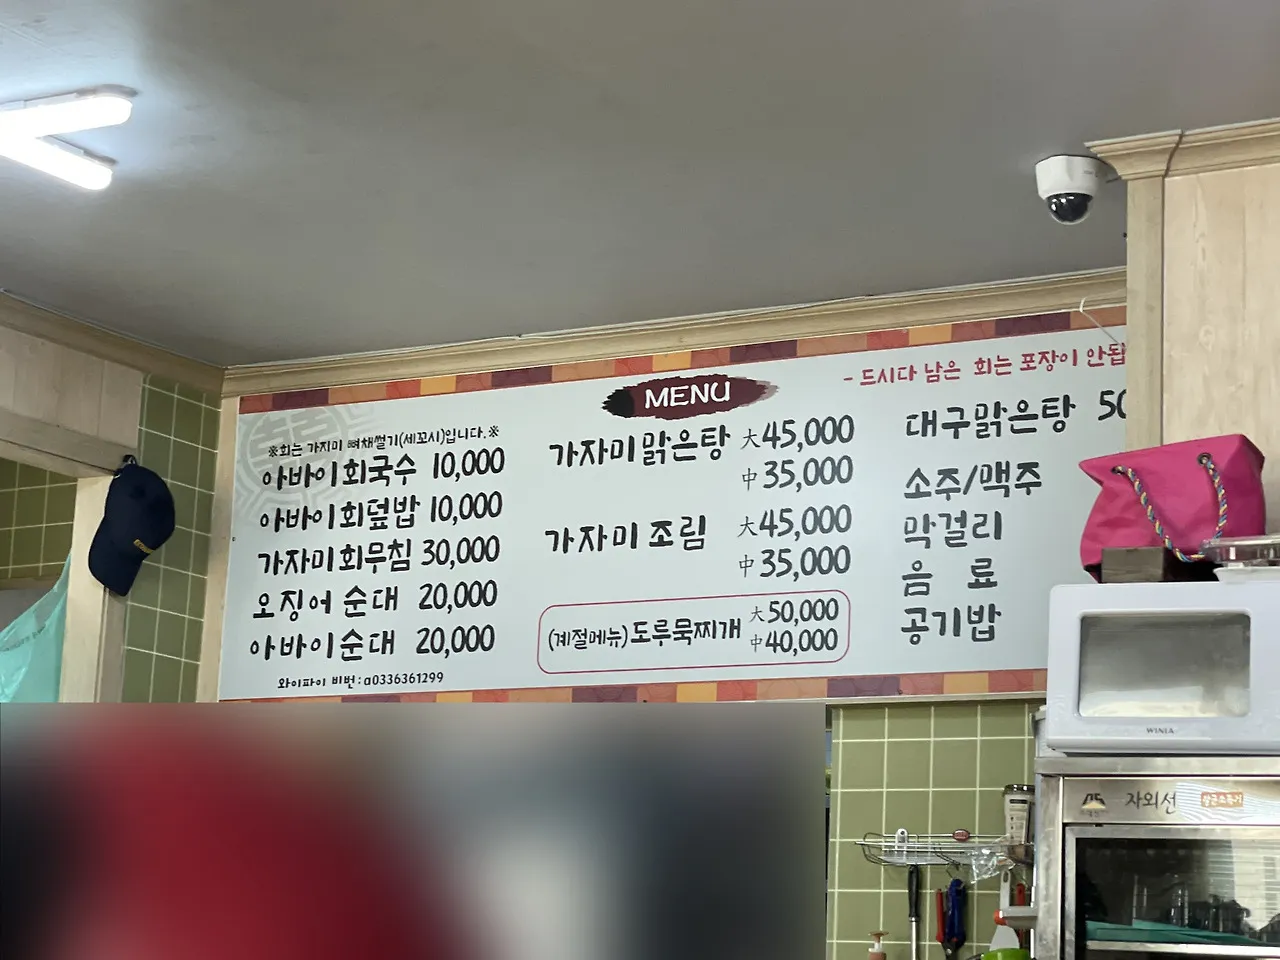 MENU
- 드시다 남은 회는 포장이 안됩
※회는 가자미 뼈채썰기(세꼬시)입니다.※
아바이회국수 10,000
아바이회덮밥 10,000
가자미회무침 30,000
오징어순대 20,000
아바이순대 20,000
와이파이 비번:a0336361299
가자미맑은탕 大45,000
中35,000
가자미조림 大45,000
中35,000
(계절메뉴)도루묵찌개 大50,000
中40,000
대구맑은탕
소주/맥주
막걸리
음 료
공기밥
WINIA
자외선